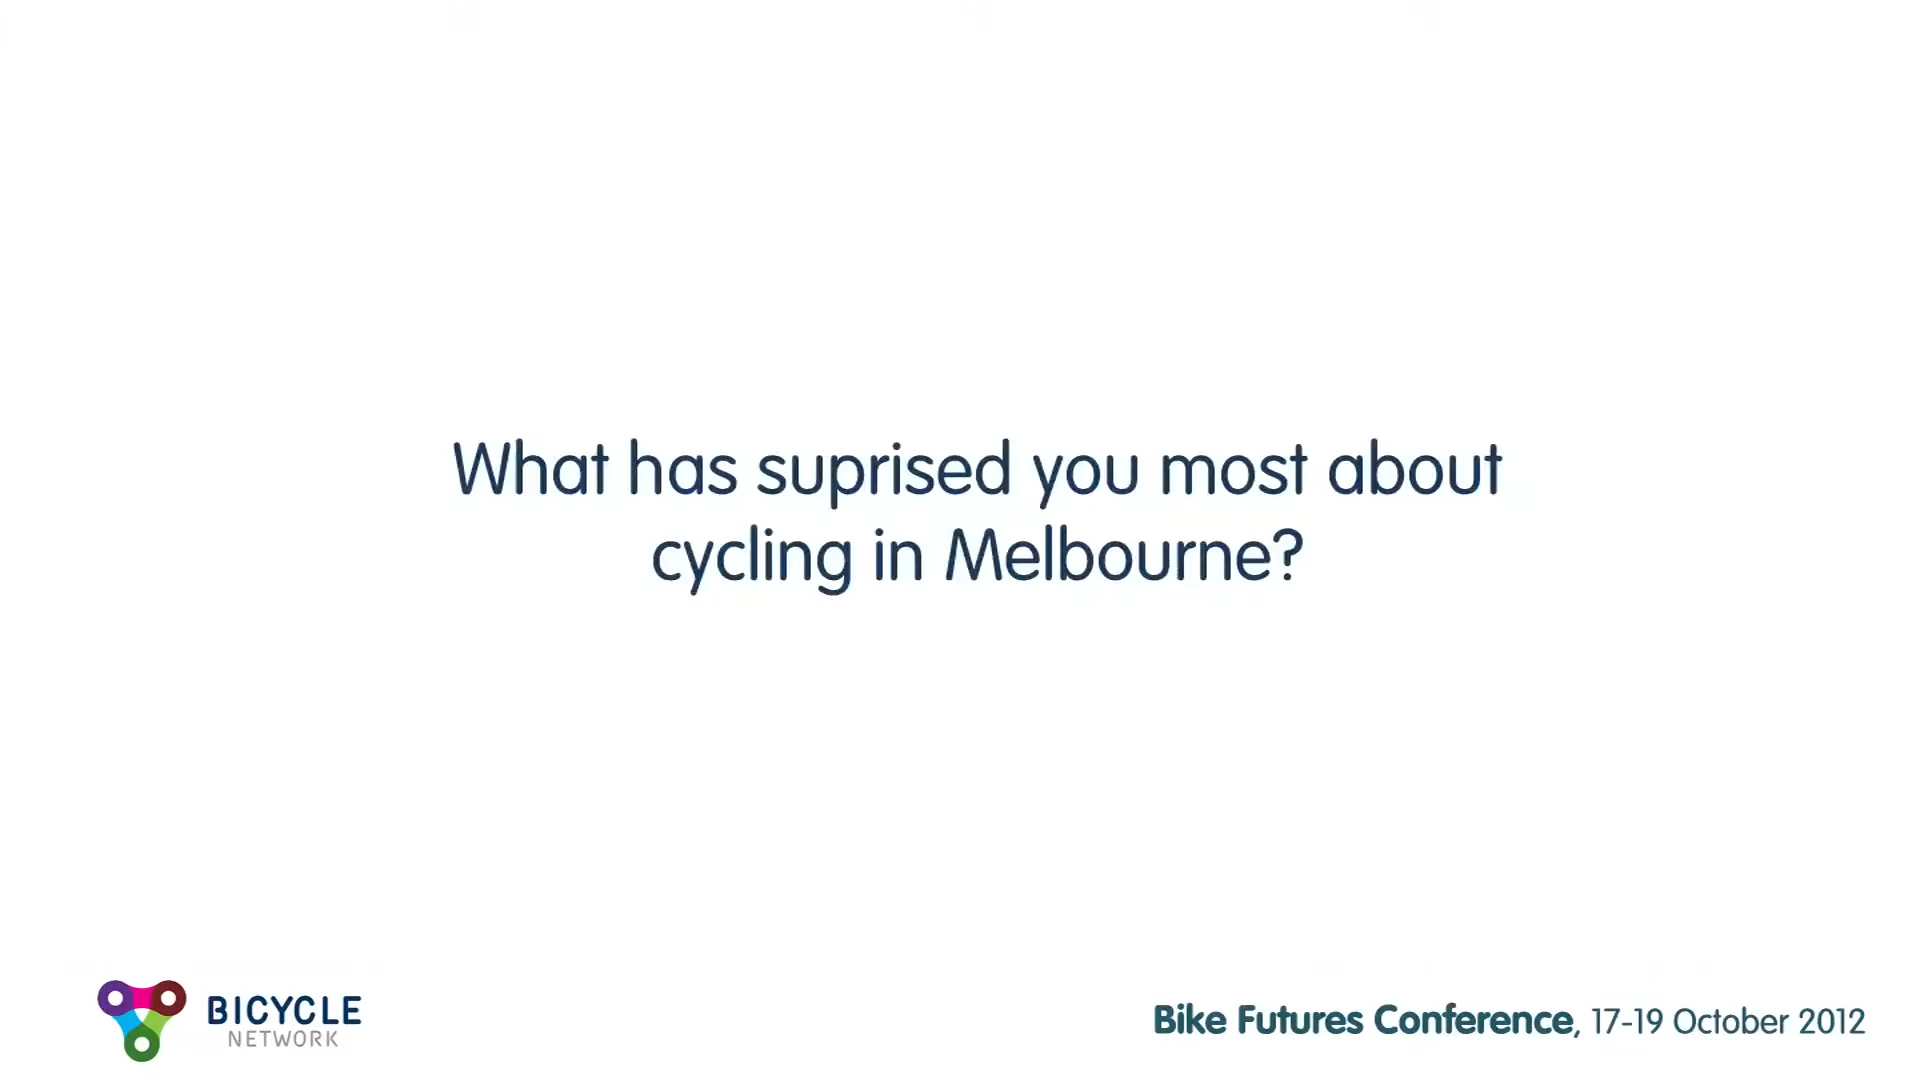 What has suprised you most about
cycling in Melbourne?
BICYCLE
NETWORK
Bike Futures Conference, 17-19 October 2012